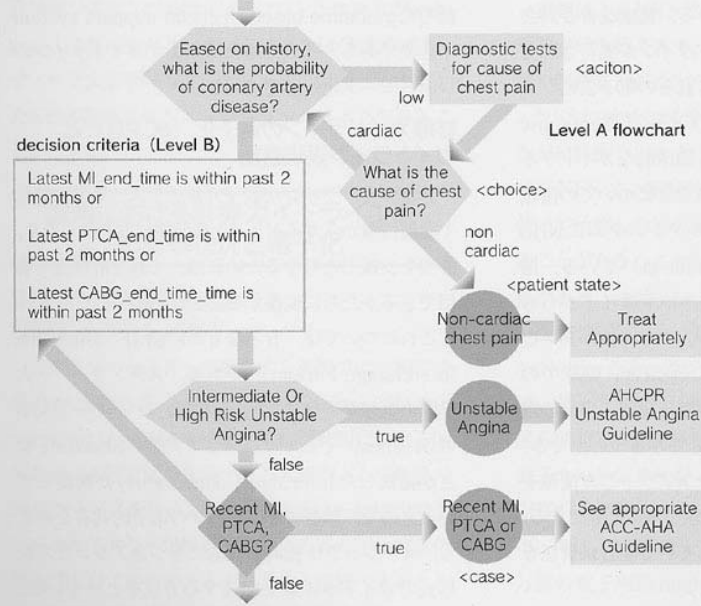 Eased on history,
what is the probability
of coronary artery
disease?
low
Diagnostic tests
for cause of
chest pain
<aciton>
cardiac
Level A flowchart
decision criteria (Level B)
Latest MI_end_time is within past 2
months or
Latest PTCA_end_time is within
past 2 months or
Latest CABG_end_time_time is
within past 2 months
What is the
cause of chest
pain?
<choice>
non
cardiac
<patient state>
Non-cardiac
chest pain
Treat
Appropriately
Intermediate Or
High Risk Unstable
Angina?
true
Unstable
Angina
AHCPR
Unstable Angina
Guideline
false
Recent MI,
PTCA,
CABG?
true
Recent MI,
PTCA or
CABG
See appropriate
ACC-AHA
Guideline
<case>
false